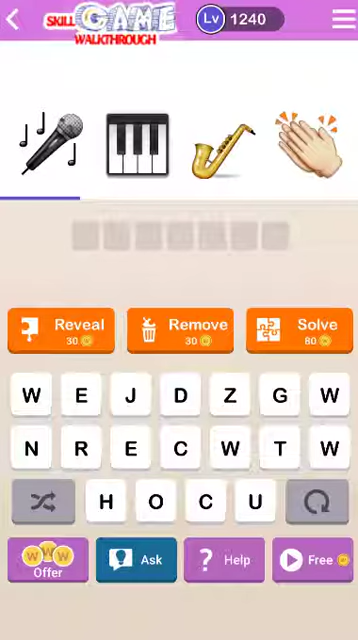 SKILL GAME
WALKTHROUGH
Lv 1240
Reveal
30
Remove
30
Solve
80
W E J D Z G W
N R E C W T W
H O C U
W W W
Offer
Ask
? Help
Free